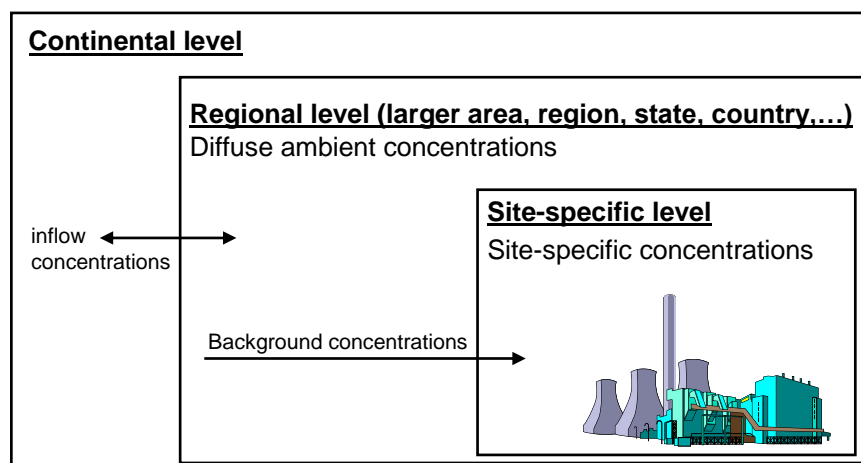 Continental level
Regional level (larger area, region, state, country,…)
Diffuse ambient concentrations
Site-specific level
Site-specific concentrations
inflow
concentrations
Background concentrations